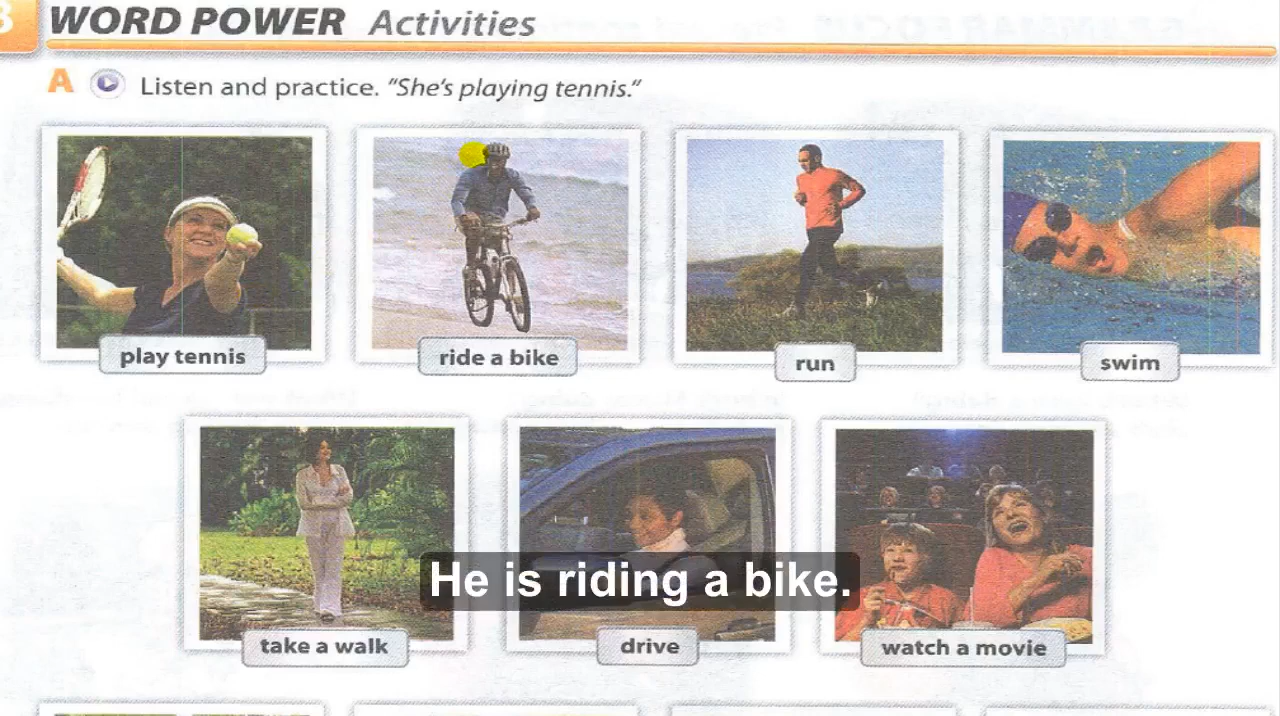 WORD POWER Activities
A Listen and practice. "She's playing tennis."
play tennis
ride a bike
run
swim
take a walk
drive
watch a movie
He is riding a bike.